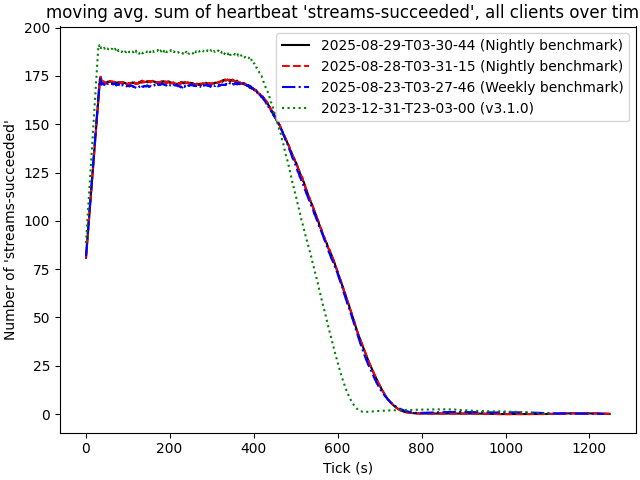 moving avg. sum of heartbeat 'streams-succeeded', all clients over tim
200
175
150
125
100
75
50
25
0
Number of 'streams-succeeded'
2025-08-29-T03-30-44 (Nightly benchmark)
2025-08-28-T03-31-15 (Nightly benchmark)
2025-08-23-T03-27-46 (Weekly benchmark)
2023-12-31-T23-03-00 (v3.1.0)
0 200 400 600 800 1000 1200
Tick (s)